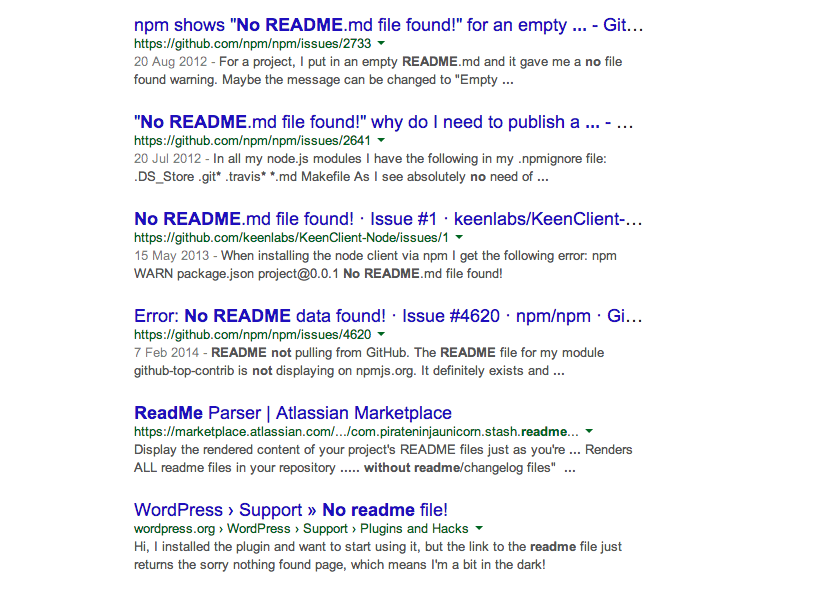 npm shows "No README.md file found!" for an empty ... - Git…
https://github.com/npm/npm/issues/2733
20 Aug 2012 - For a project, I put in an empty README.md and it gave me a no file
found warning. Maybe the message can be changed to "Empty ...
"No README.md file found!" why do I need to publish a ... - …
https://github.com/npm/npm/issues/2641
20 Jul 2012 - In all my node.js modules I have the following in my .npmignore file:
.DS_Store .git* .travis* *.md Makefile As I see absolutely no need of ...
No README.md file found! · Issue #1 · keenlabs/KeenClient-…
https://github.com/keenlabs/KeenClient-Node/issues/1
15 May 2013 - When installing the node client via npm I get the following error: npm
WARN package.json project@0.0.1 No README.md file found!
Error: No README data found! · Issue #4620 · npm/npm · Gi…
https://github.com/npm/npm/issues/4620
7 Feb 2014 - README not pulling from GitHub. The README file for my module
github-top-contrib is not displaying on npmjs.org. It definitely exists and ...
ReadMe Parser | Atlassian Marketplace
https://marketplace.atlassian.com/.../com.pirateninjaunicorn.stash.readme...
Display the rendered content of your project's README files just as you're ... Renders
ALL readme files in your repository ..... without readme/changelog files" ...
WordPress › Support » No readme file!
wordpress.org › WordPress › Support › Plugins and Hacks
Hi, I installed the plugin and want to start using it, but the link to the readme file just
returns the sorry nothing found page, which means I'm a bit in the dark!